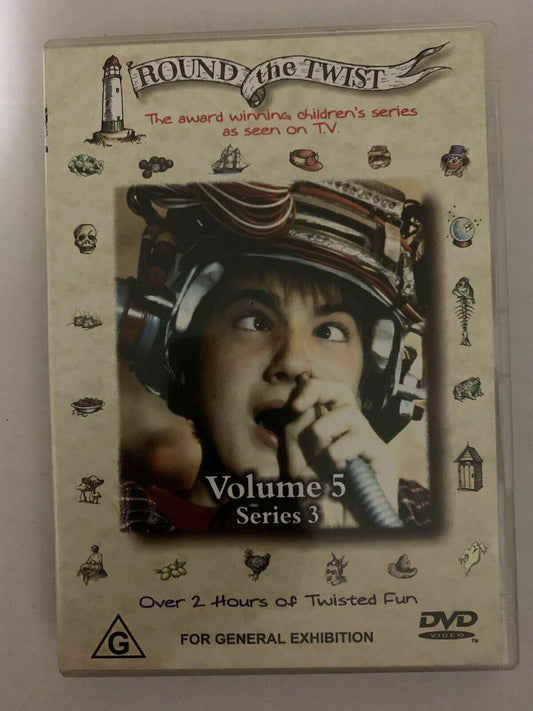 ROUND the TWIST
The award winning children's series
as seen on T.V.
Volume 5
Series 3
Over 2 Hours of Twisted Fun
G
FOR GENERAL EXHIBITION
DVD
VIDEO
TM